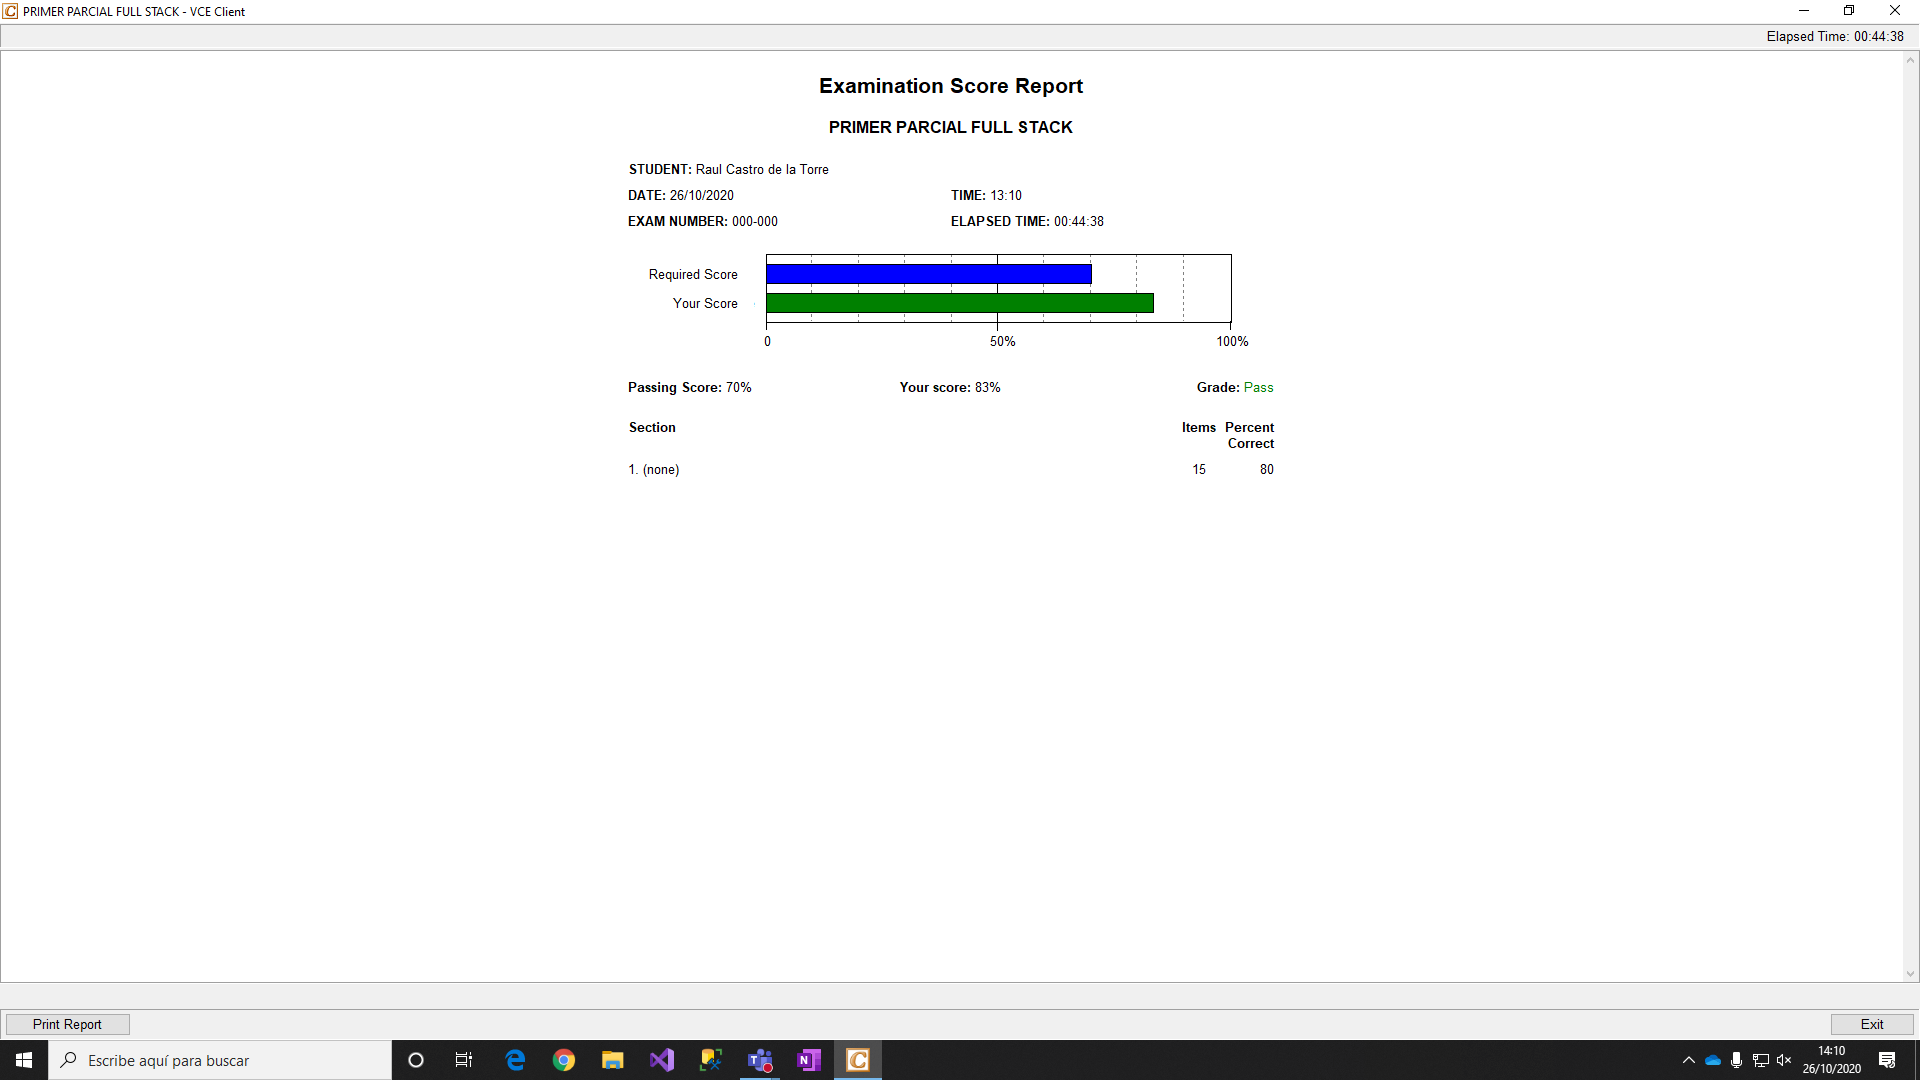 PRIMER PARCIAL FULL STACK - VCE Client
Elapsed Time: 00:44:38
Examination Score Report
PRIMER PARCIAL FULL STACK
STUDENT: Raul Castro de la Torre
DATE: 26/10/2020 TIME: 13:10
EXAM NUMBER: 000-000 ELAPSED TIME: 00:44:38
Required Score
Your Score
0 50% 100%
Passing Score: 70% Your score: 83% Grade: Pass
Section Items Percent
Correct
1. (none) 15 80
Print Report Exit
Escribe aquí para buscar
14:10
26/10/2020